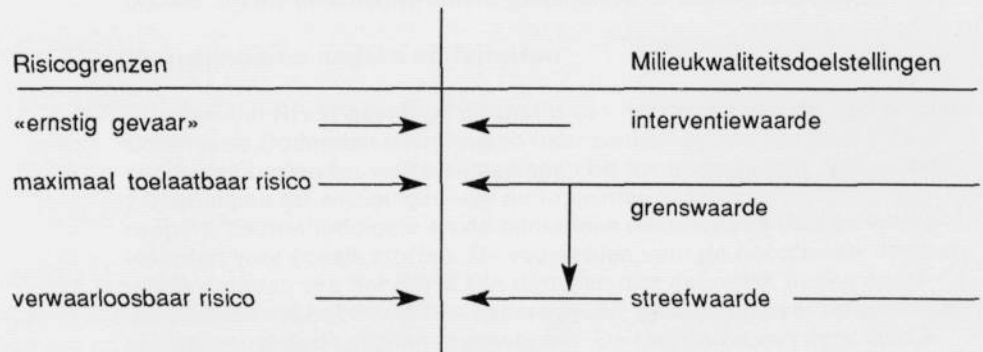 Risicogrenzen Milieukwaliteitsdoelstellingen
«ernstig gevaar» interventiewaarde
maximaal toelaatbaar risico
grenswaarde
verwaarloosbaar risico streefwaarde